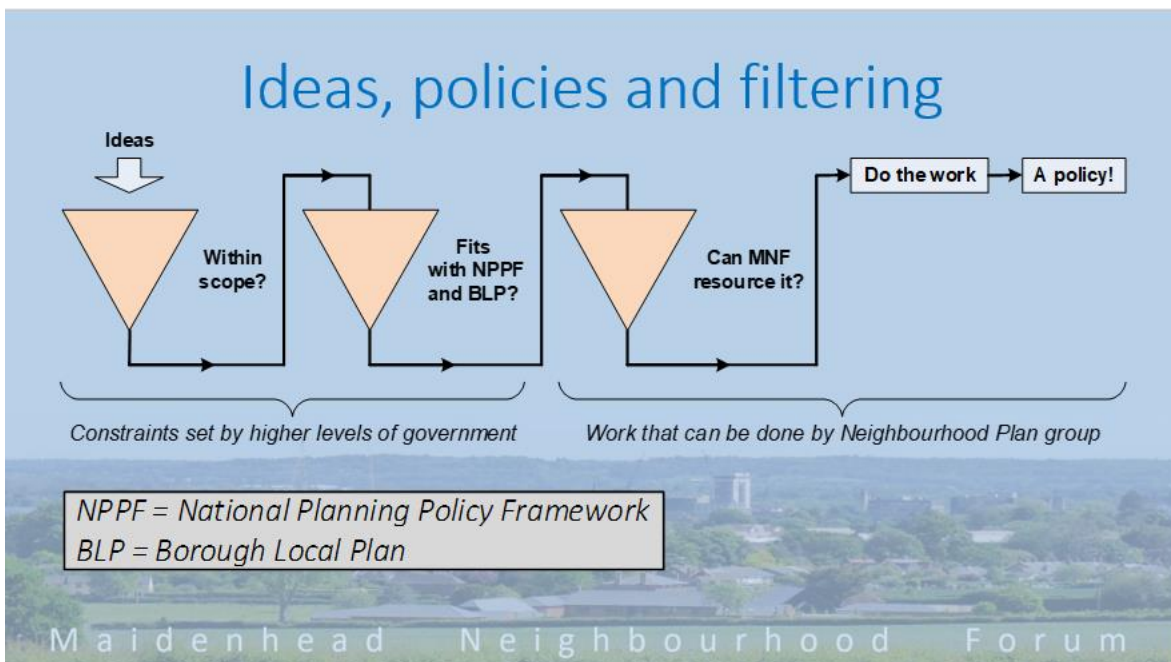 Ideas, policies and filtering
Ideas
Within
scope?
Fits
with NPPF
and BLP?
Can MNF
resource it?
Do the work
A policy!
Constraints set by higher levels of government
Work that can be done by Neighbourhood Plan group
NPPF = National Planning Policy Framework
BLP = Borough Local Plan
Maidenhead Neighbourhood Forum